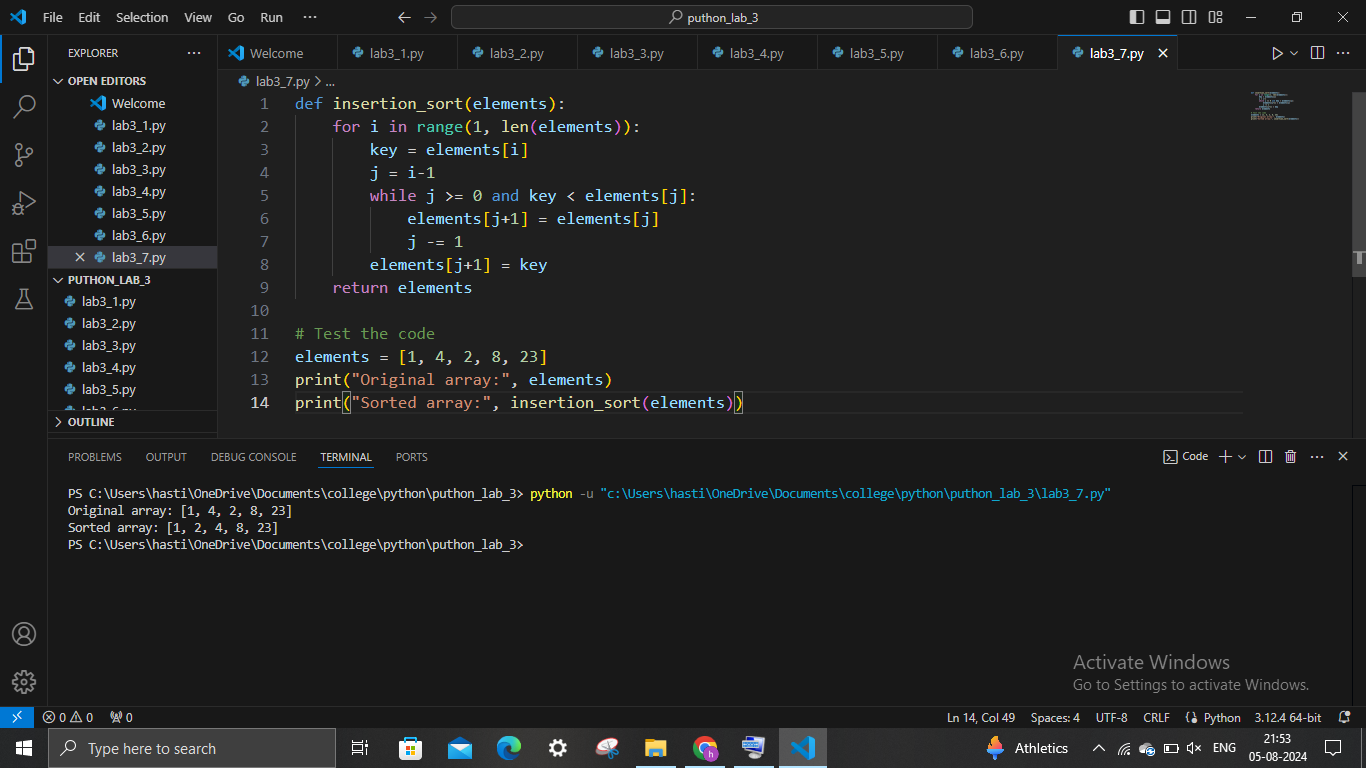 File Edit Selection View Go Run ··· puthon_lab_3
EXPLORER ···
OPEN EDITORS
Welcome
lab3_1.py
lab3_2.py
lab3_3.py
lab3_4.py
lab3_5.py
lab3_6.py
lab3_7.py
PUTHON_LAB_3
lab3_1.py
lab3_2.py
lab3_3.py
lab3_4.py
lab3_5.py
lab3_6.py
OUTLINE
Welcome lab3_1.py lab3_2.py lab3_3.py lab3_4.py lab3_5.py lab3_6.py lab3_7.py
lab3_7.py > ...
1 def insertion_sort(elements):
2 for i in range(1, len(elements)):
3 key = elements[i]
4 j = i-1
5 while j >= 0 and key < elements[j]:
6 elements[j+1] = elements[j]
7 j -= 1
8 elements[j+1] = key
9 return elements
10
11 # Test the code
12 elements = [1, 4, 2, 8, 23]
13 print("Original array:", elements)
14 print("Sorted array:", insertion_sort(elements))
PROBLEMS OUTPUT DEBUG CONSOLE TERMINAL PORTS Code
PS C:\Users\hasti\OneDrive\Documents\college\python\puthon_lab_3> python -u "c:\Users\hasti\OneDrive\Documents\college\python\puthon_lab_3\lab3_7.py"
Original array: [1, 4, 2, 8, 23]
Sorted array: [1, 2, 4, 8, 23]
PS C:\Users\hasti\OneDrive\Documents\college\python\puthon_lab_3>
Activate Windows
Go to Settings to activate Windows.
0 0 0 Ln 14, Col 49 Spaces: 4 UTF-8 CRLF Python 3.12.4 64-bit
Type here to search Athletics ENG 21:53
05-08-2024